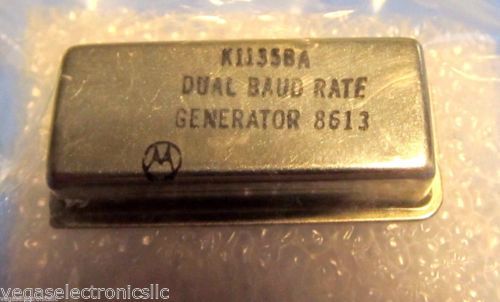 K1135BA
DUAL BAUD RATE
GENERATOR 8613
M
vegaselectronicsllc